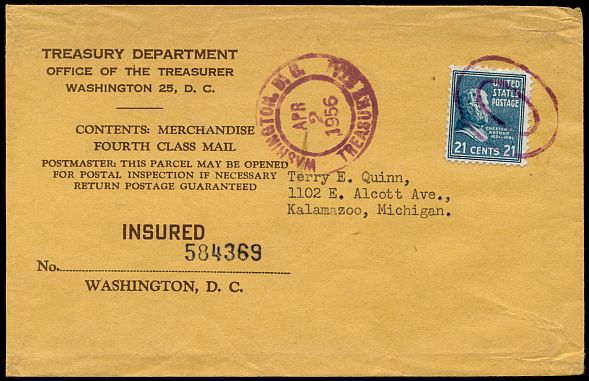 TREASURY DEPARTMENT
OFFICE OF THE TREASURER
WASHINGTON 25, D. C.
CONTENTS: MERCHANDISE
FOURTH CLASS MAIL
POSTMASTER: THIS PARCEL MAY BE OPENED
FOR POSTAL INSPECTION IF NECESSARY
RETURN POSTAGE GUARANTEED
INSURED
584369
No.
WASHINGTON, D. C.
WASHINGTON, D. C.
APR
2
1956
TREASURY
UNITED
STATES
POSTAGE
CHESTER A.
ARTHUR
21 CENTS 21
Terry E. Quinn,
1102 E. Alcott Ave.,
Kalamazoo, Michigan.